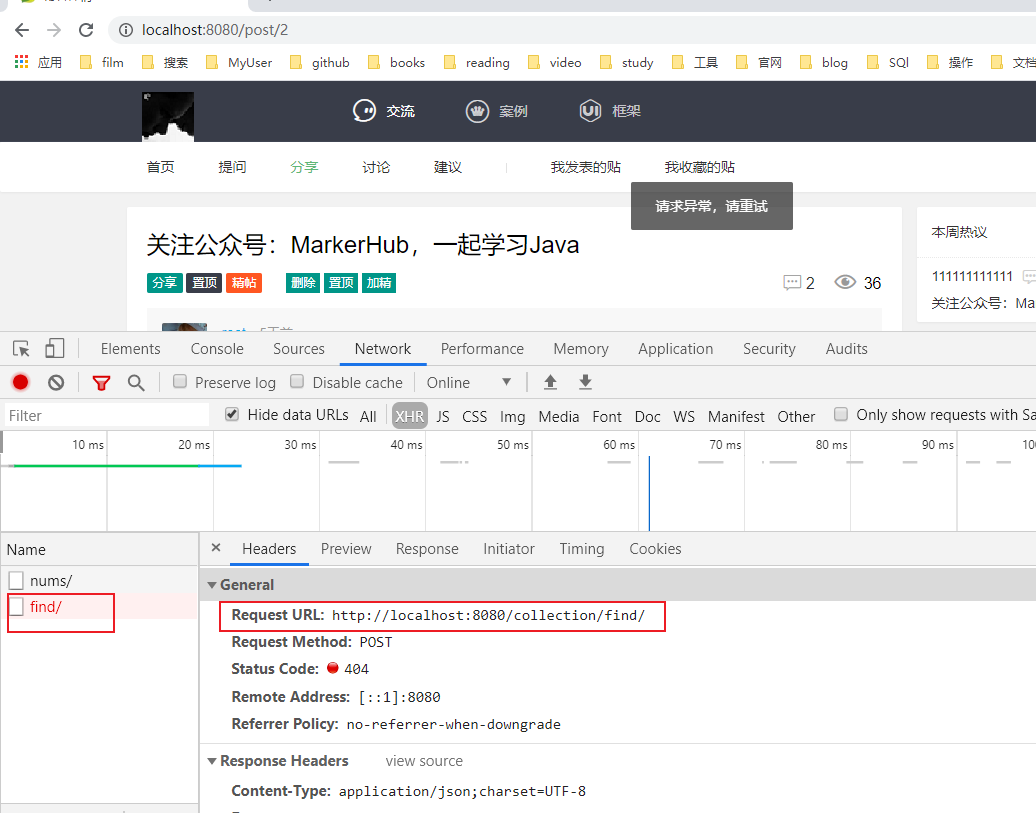 localhost:8080/post/2
应用 film 搜索 MyUser github books reading video study 工具 官网 blog SQl 操作 文档
交流 案例 框架
首页 提问 分享 讨论 建议 我发表的贴 我收藏的贴
请求异常，请重试
关注公众号：MarkerHub，一起学习Java
分享 置顶 精帖 删除 置顶 加精 2 36
本周热议
111111111111
关注公众号：Ma
Elements Console Sources Network Performance Memory Application Security Audits
Preserve log Disable cache Online
Filter Hide data URLs All XHR JS CSS Img Media Font Doc WS Manifest Other Only show requests with Sa
10 ms 20 ms 30 ms 40 ms 50 ms 60 ms 70 ms 80 ms 90 ms 10
Name
× Headers Preview Response Initiator Timing Cookies
nums/
find/
General
Request URL: http://localhost:8080/collection/find/
Request Method: POST
Status Code: 404
Remote Address: [::1]:8080
Referrer Policy: no-referrer-when-downgrade
Response Headers view source
Content-Type: application/json;charset=UTF-8